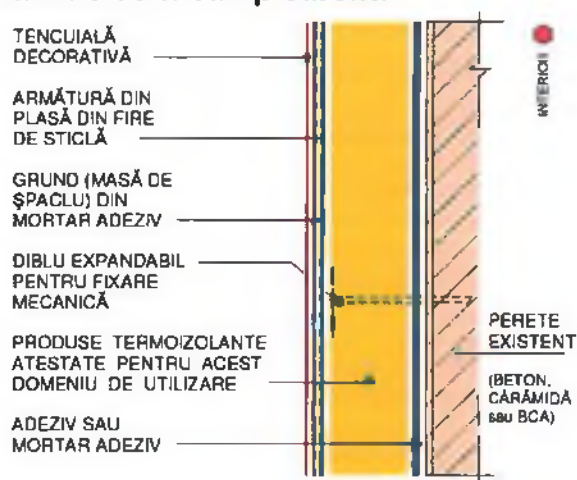 TENCUIALĂ
DECORATIVĂ
ARMĂTURĂ DIN
PLASĂ DIN FIRE
DE STICLĂ
GRUND (MASĂ DE
ŞPACLU) DIN
MORTAR ADEZIV
DIBLU EXPANDABIL
PENTRU FIXARE
MECANICĂ
PRODUSE TERMOIZOLANTE
ATESTATE PENTRU ACEST
DOMENIU DE UTILIZARE
ADEZIV SAU
MORTAR ADEZIV
INTERIOR
PERETE
EXISTENT
(BETON,
CĂRĂMIDĂ
sau BCA)